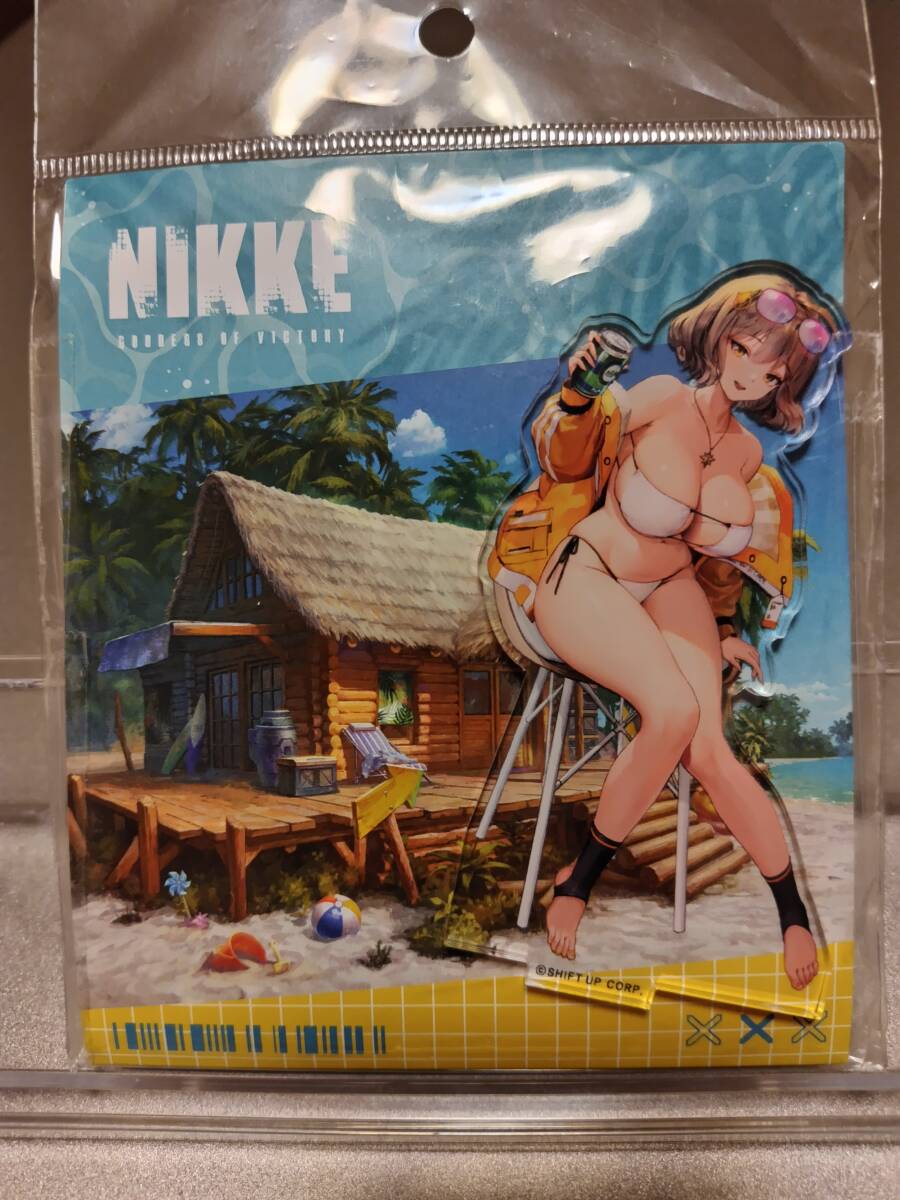 NIKKE
GODDESS OF VICTORY
©SHIFT UP CORP.